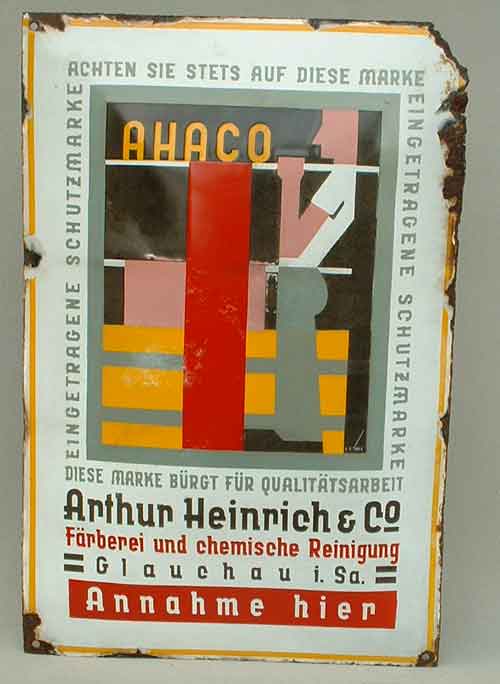 ACHTEN SIE STETS AUF DIESE MARKE
EINGETRAGENE SCHUTZMARKE
EINGETRAGENE SCHUTZMARKE
AHACO
DIESE MARKE BÜRGT FÜR QUALITÄTSARBEIT
Arthur Heinrich & Co
Färberei und chemische Reinigung
Glauchau i. Sa.
Annahme hier